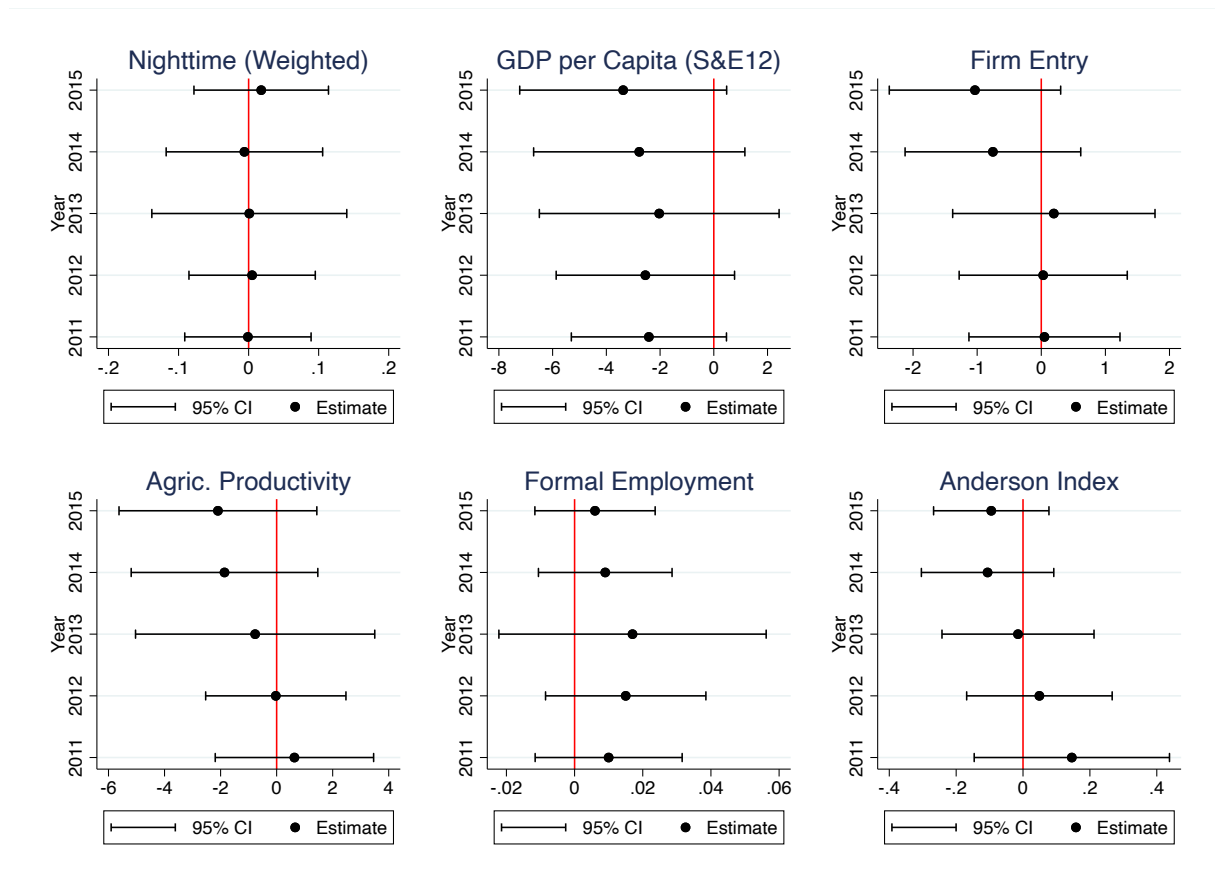 Nighttime (Weighted)
Year
2015
2014
2013
2012
2011
-.2 -.1 0 .1 .2
95% CI Estimate
GDP per Capita (S&E12)
Year
2015
2014
2013
2012
2011
-8 -6 -4 -2 0 2
95% CI Estimate
Firm Entry
Year
2015
2014
2013
2012
2011
-2 -1 0 1 2
95% CI Estimate
Agric. Productivity
Year
2015
2014
2013
2012
2011
-6 -4 -2 0 2 4
95% CI Estimate
Formal Employment
Year
2015
2014
2013
2012
2011
-.02 0 .02 .04 .06
95% CI Estimate
Anderson Index
Year
2015
2014
2013
2012
2011
-.4 -.2 0 .2 .4
95% CI Estimate